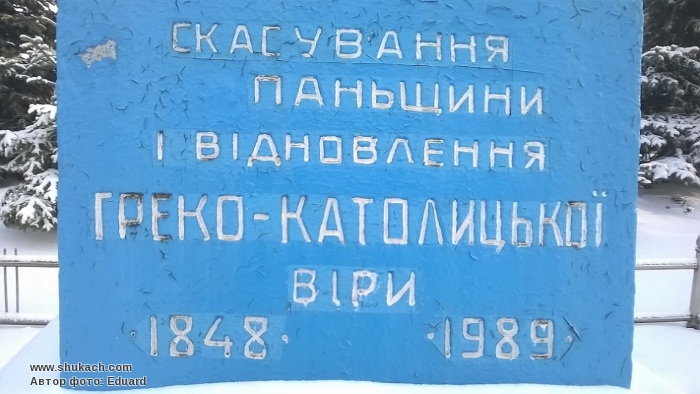 СКАСУВАННЯ
ПАНЬЩИНИ
І ВІДНОВЛЕННЯ
ГРЕКО-КАТОЛИЦЬКОЇ
ВІРИ
1848 · 1989
www.shukach.com
Автор фото: Eduard